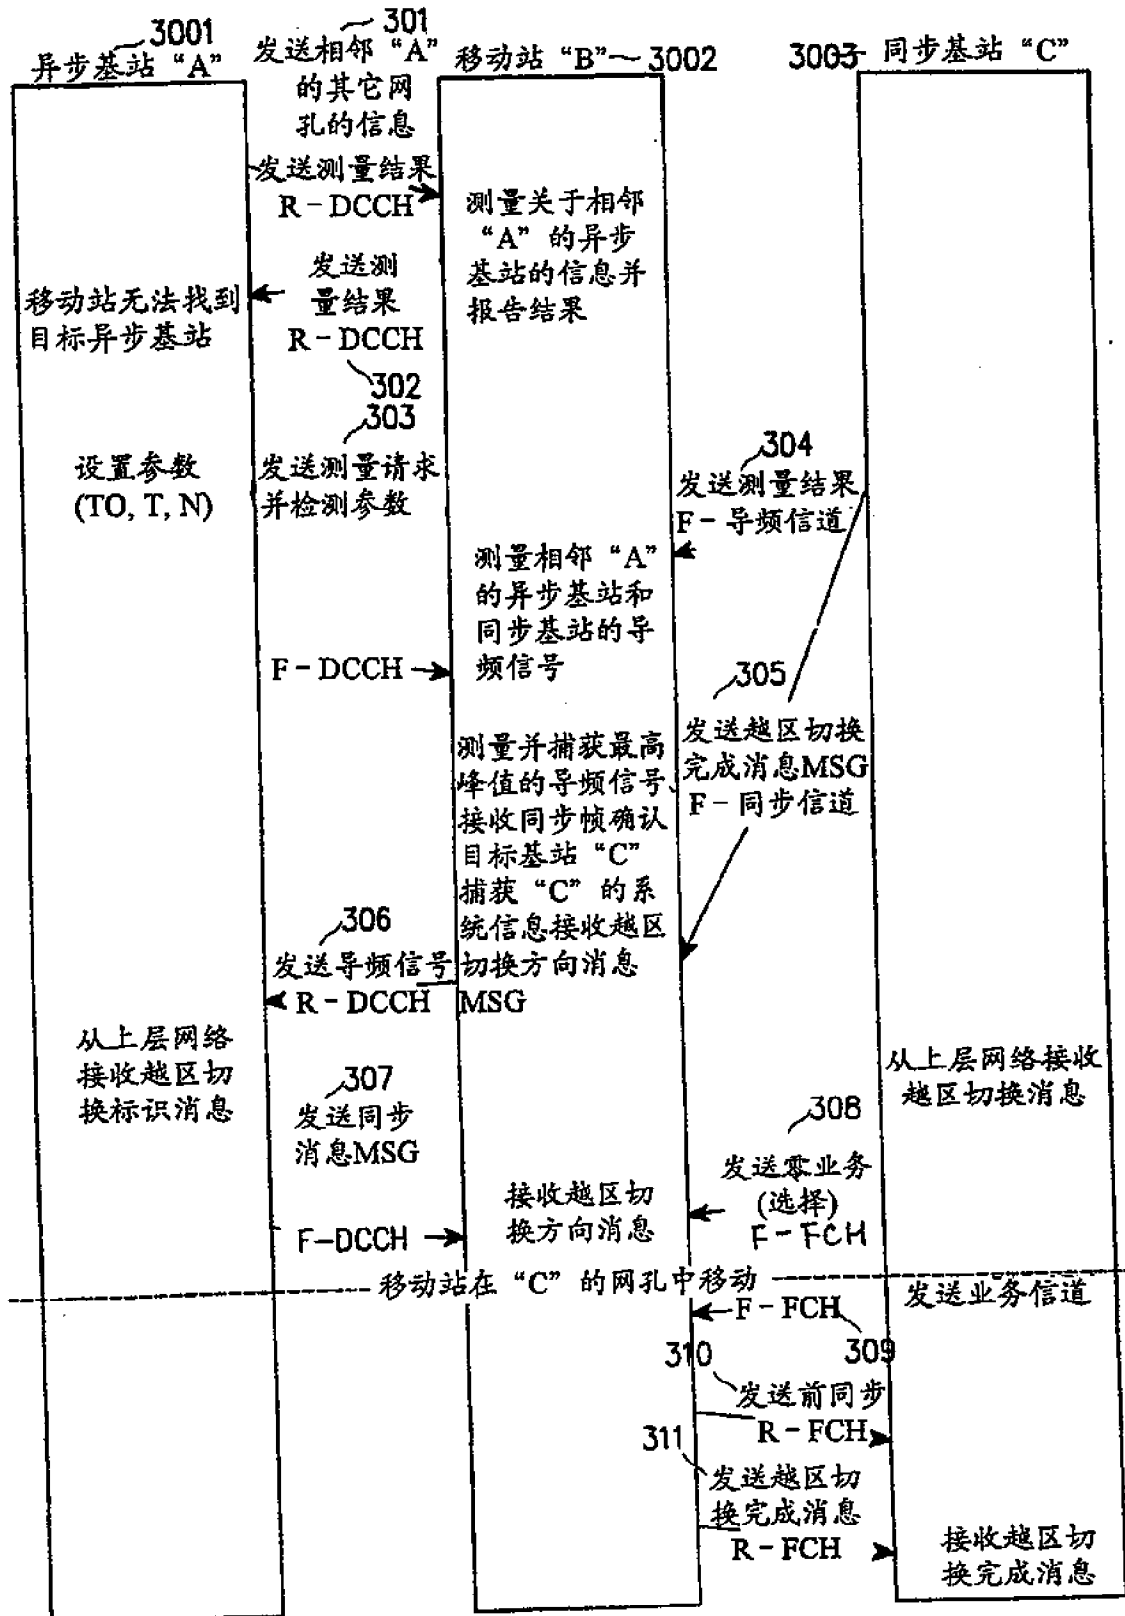 3001
异步基站 “A”
301
发送相邻 “A”
的其它网
孔的信息
移动站 “B” 3002
3003 同步基站 “C”
发送测量结果
R-DCCH
测量关于相邻
“A” 的异步
基站的信息并
报告结果
发送测
量结果
R-DCCH
302
移动站无法找到
目标异步基站
303
设置参数
(TO, T, N)
发送测量请求
并检测参数
304
发送测量结果
F-导频信道
测量相邻 “A”
的异步基站和
同步基站的导
频信号
F-DCCH
305
发送越区切换
完成消息MSG
F-同步信道
测量并捕获最高
峰值的导频信号、
接收同步帧确认
目标基站 “C”
捕获 “C” 的系
统信息接收越区
切换方向消息
MSG
306
发送导频信号
R-DCCH
从上层网络
接收越区切
换标识消息
307
发送同步
消息MSG
从上层网络接收
越区切换消息
308
发送零业务
(选择)
F-FCH
接收越区切
换方向消息
F-DCCH
移动站在 “C” 的网孔中移动
发送业务信道
F-FCH
309
310
发送前同步
R-FCH
311
发送越区切
换完成消息
R-FCH
接收越区切
换完成消息